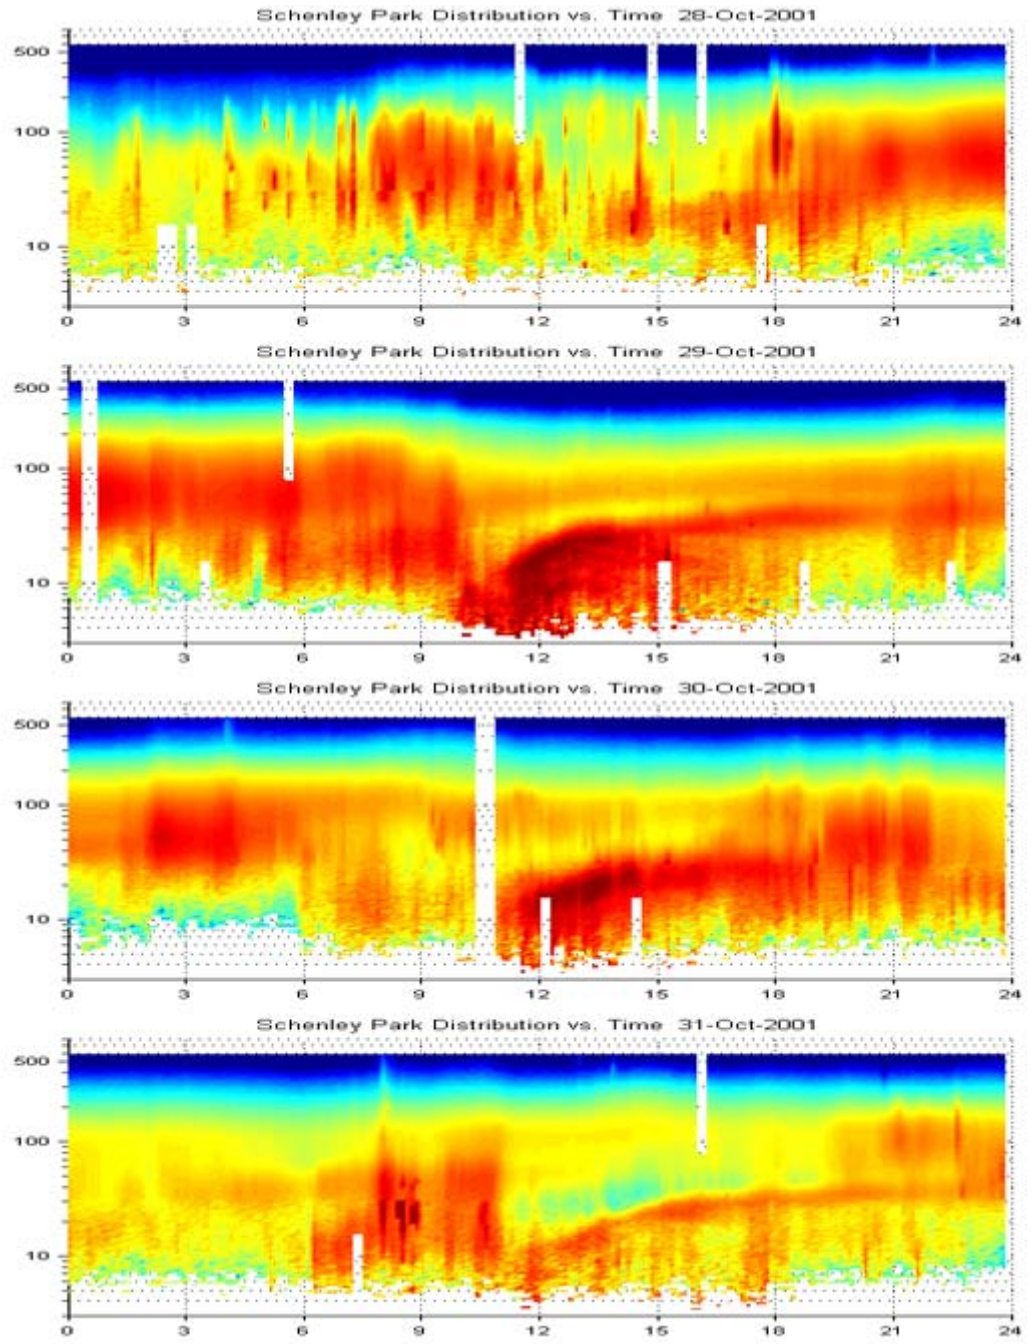 Schenley Park Distribution vs. Time 28-Oct-2001
500
100
10
0 3 6 9 12 15 18 21 24
Schenley Park Distribution vs. Time 29-Oct-2001
500
100
10
0 3 6 9 12 15 18 21 24
Schenley Park Distribution vs. Time 30-Oct-2001
500
100
10
0 3 6 9 12 15 18 21 24
Schenley Park Distribution vs. Time 31-Oct-2001
500
100
10
0 3 6 9 12 15 18 21 24